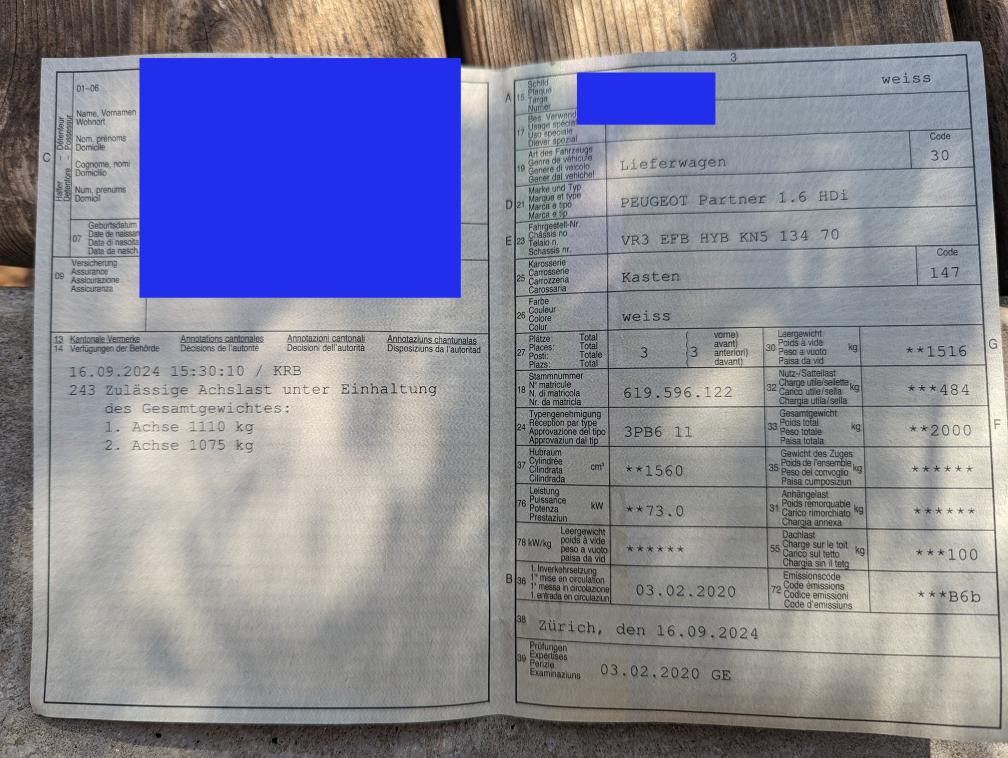 3
C
Détenteur Possessur
Halter Detentore
01–06
Name, Vornamen
Wohnort
Nom, prénoms
Domicile
Cognome, nomi
Domicilio
Num, prenums
Domicil
07
Geburtsdatum
Date de naissan
Data di nascita
Data da nasch
09
Versicherung
Assurance
Assicurazione
Assicuranza
13 Kantonale Vermerke Annotations cantonales Annotazioni cantonali Annotaziuns chantunalas
14 Verfügungen der Behörde Décisions de l'autorité Decisioni dell'autorità Disposiziuns da l'autoritad
16.09.2024 15:30:10 / KRB
243 Zulässige Achslast unter Einhaltung
des Gesamtgewichtes:
1. Achse 1110 kg
2. Achse 1075 kg
A 15
Schild
Plaque
Targa
Numer
weiss
17
Bes. Verwend
Usage spécia
Uso speciale
Diever spezial
19
Art des Fahrzeugs
Genre de véhicule
Genere di veicolo
Gener dal vehichel
Lieferwagen
Code
30
D 21
Marke und Typ
Marque et type
Marca e tipo
Marca e tip
PEUGEOT Partner 1.6 HDi
E 23
Fahrgestell-Nr.
Châssis no
Telaio n.
Schassis nr.
VR3 EFB HYB KN5 134 70
25
Karosserie
Carrosserie
Carrozzeria
Carossaria
Kasten
Code
147
26
Farbe
Couleur
Colore
Colur
weiss
27
Plätze: Total
Places: Total
Posti: Totale
Plazs: Total
3
(3
vorne)
avant)
anteriori)
davant)
30
Leergewicht
Poids à vide
Peso a vuoto
Paisa da vid
kg
**1516
G
18
Stammnummer
N° matricule
N. di matricola
Nr. da matricla
619.596.122
32
Nutz-/Sattellast
Charge utile/sellette
Carico utile/sella
Chargia utila/sella
kg
***484
24
Typengenehmigung
Réception par type
Approvazione del tipo
Approvaziun dal tip
3PB6 11
33
Gesamtgewicht
Poids total
Peso totale
Paisa totala
kg
**2000
F
37
Hubraum
Cylindrée
Cilindrata
Cilindrada
cm³
**1560
35
Gewicht des Zuges
Poids de l'ensemble
Peso del convoglio
Paisa cumposiziun
kg
******
76
Leistung
Puissance
Potenza
Prestaziun
kW
**73.0
31
Anhängelast
Poids remorquable
Carico rimorchiato
Chargia annexa
kg
******
78 kW/kg
Leergewicht
poids à vide
peso a vuoto
paisa da vid
******
55
Dachlast
Charge sur le toit
Carico sul tetto
Chargia sin il tetg
kg
***100
B 36
1. Inverkehrsetzung
1re mise en circulation
1a messa in circolazione
1. entrada en circulaziun
03.02.2020
72
Emissionscode
Code émissions
Codice emissioni
Code d'emissiuns
***B6b
38
Zürich, den 16.09.2024
39
Prüfungen
Expertises
Perizie
Examinaziuns
03.02.2020 GE